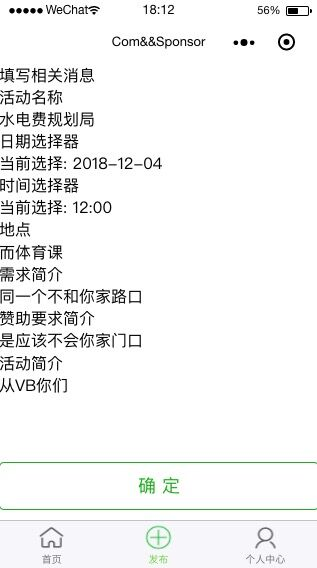 WeChat 18:12 56%
Com&&Sponsor
填写相关消息
活动名称
水电费规划局
日期选择器
当前选择: 2018-12-04
时间选择器
当前选择: 12:00
地点
而体育课
需求简介
同一个不和你家路口
赞助要求简介
是应该不会你家门口
活动简介
从VB你们
确 定
首页 发布 个人中心